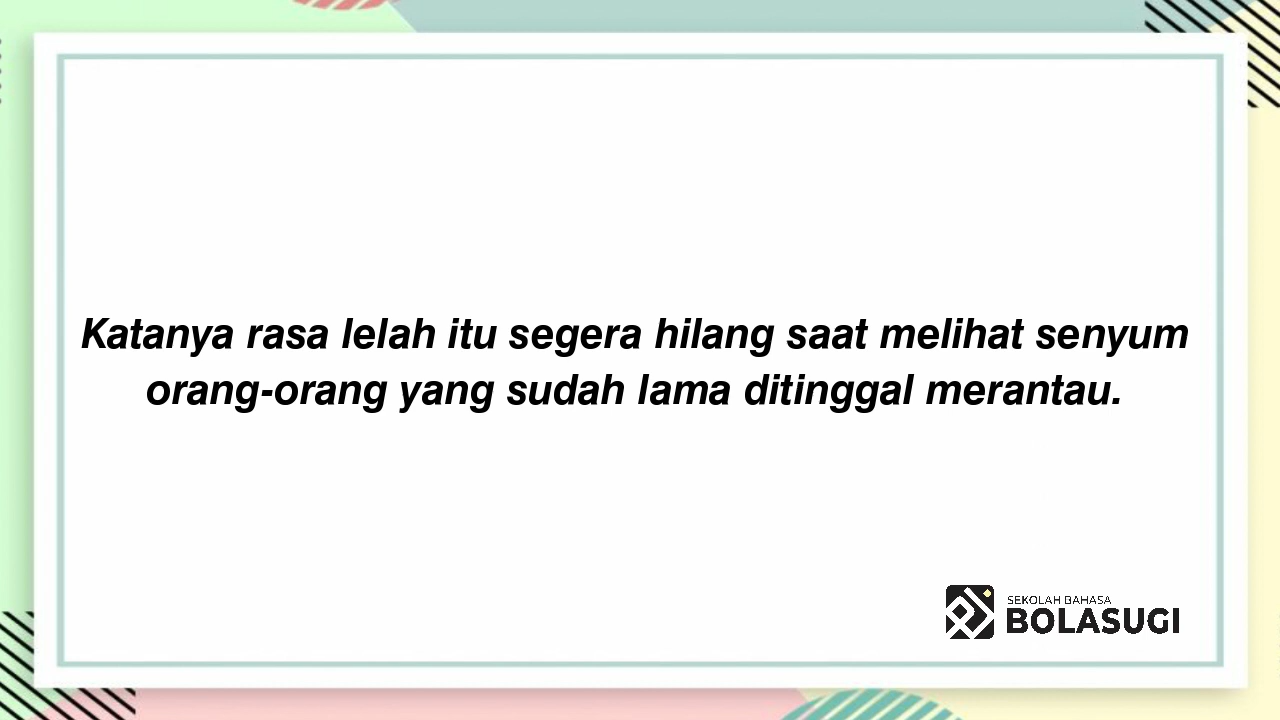 Katanya rasa lelah itu segera hilang saat melihat senyum
orang-orang yang sudah lama ditinggal merantau.
SEKOLAH BAHASA
BOLASUGI